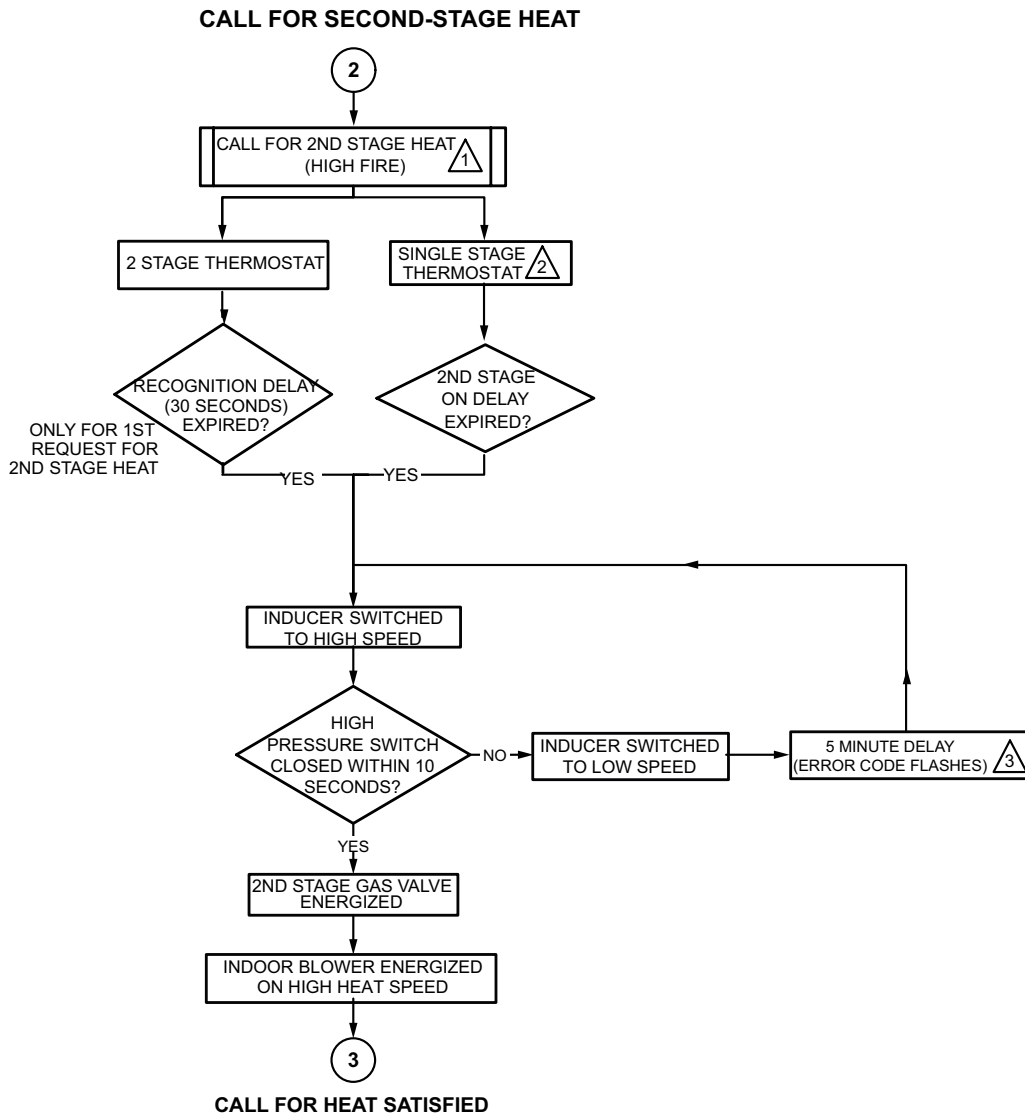 CALL FOR SECOND-STAGE HEAT
2
CALL FOR 2ND STAGE HEAT
(HIGH FIRE)
1
2 STAGE THERMOSTAT
SINGLE STAGE
THERMOSTAT
2
RECOGNITION DELAY
(30 SECONDS)
EXPIRED?
2ND STAGE
ON DELAY
EXPIRED?
ONLY FOR 1ST
REQUEST FOR
2ND STAGE HEAT
YES
YES
INDUCER SWITCHED
TO HIGH SPEED
HIGH
PRESSURE SWITCH
CLOSED WITHIN 10
SECONDS?
NO
INDUCER SWITCHED
TO LOW SPEED
5 MINUTE DELAY
(ERROR CODE FLASHES)
3
YES
2ND STAGE GAS VALVE
ENERGIZED
INDOOR BLOWER ENERGIZED
ON HIGH HEAT SPEED
3
CALL FOR HEAT SATISFIED